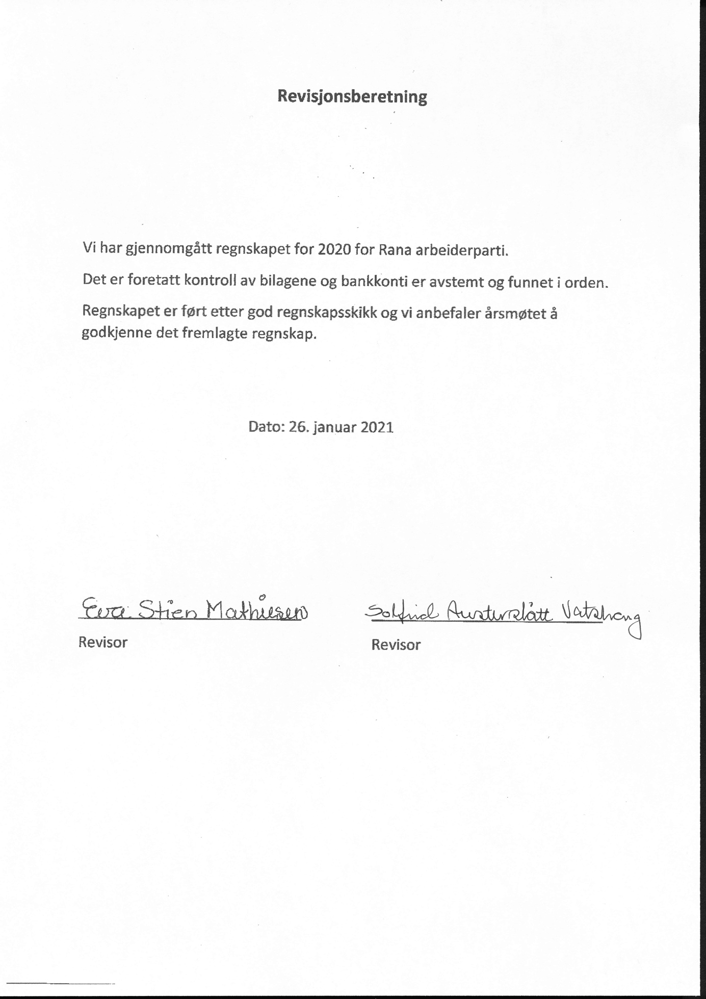 Revisjonsberetning
Vi har gjennomgått regnskapet for 2020 for Rana arbeiderparti.
Det er foretatt kontroll av bilagene og bankkonti er avstemt og funnet i orden.
Regnskapet er ført etter god regnskapsskikk og vi anbefaler årsmøtet å
godkjenne det fremlagte regnskap.
Dato: 26. januar 2021
Eva Stien Mathiesen Solfrid Austerslått Vatshaug
Revisor Revisor